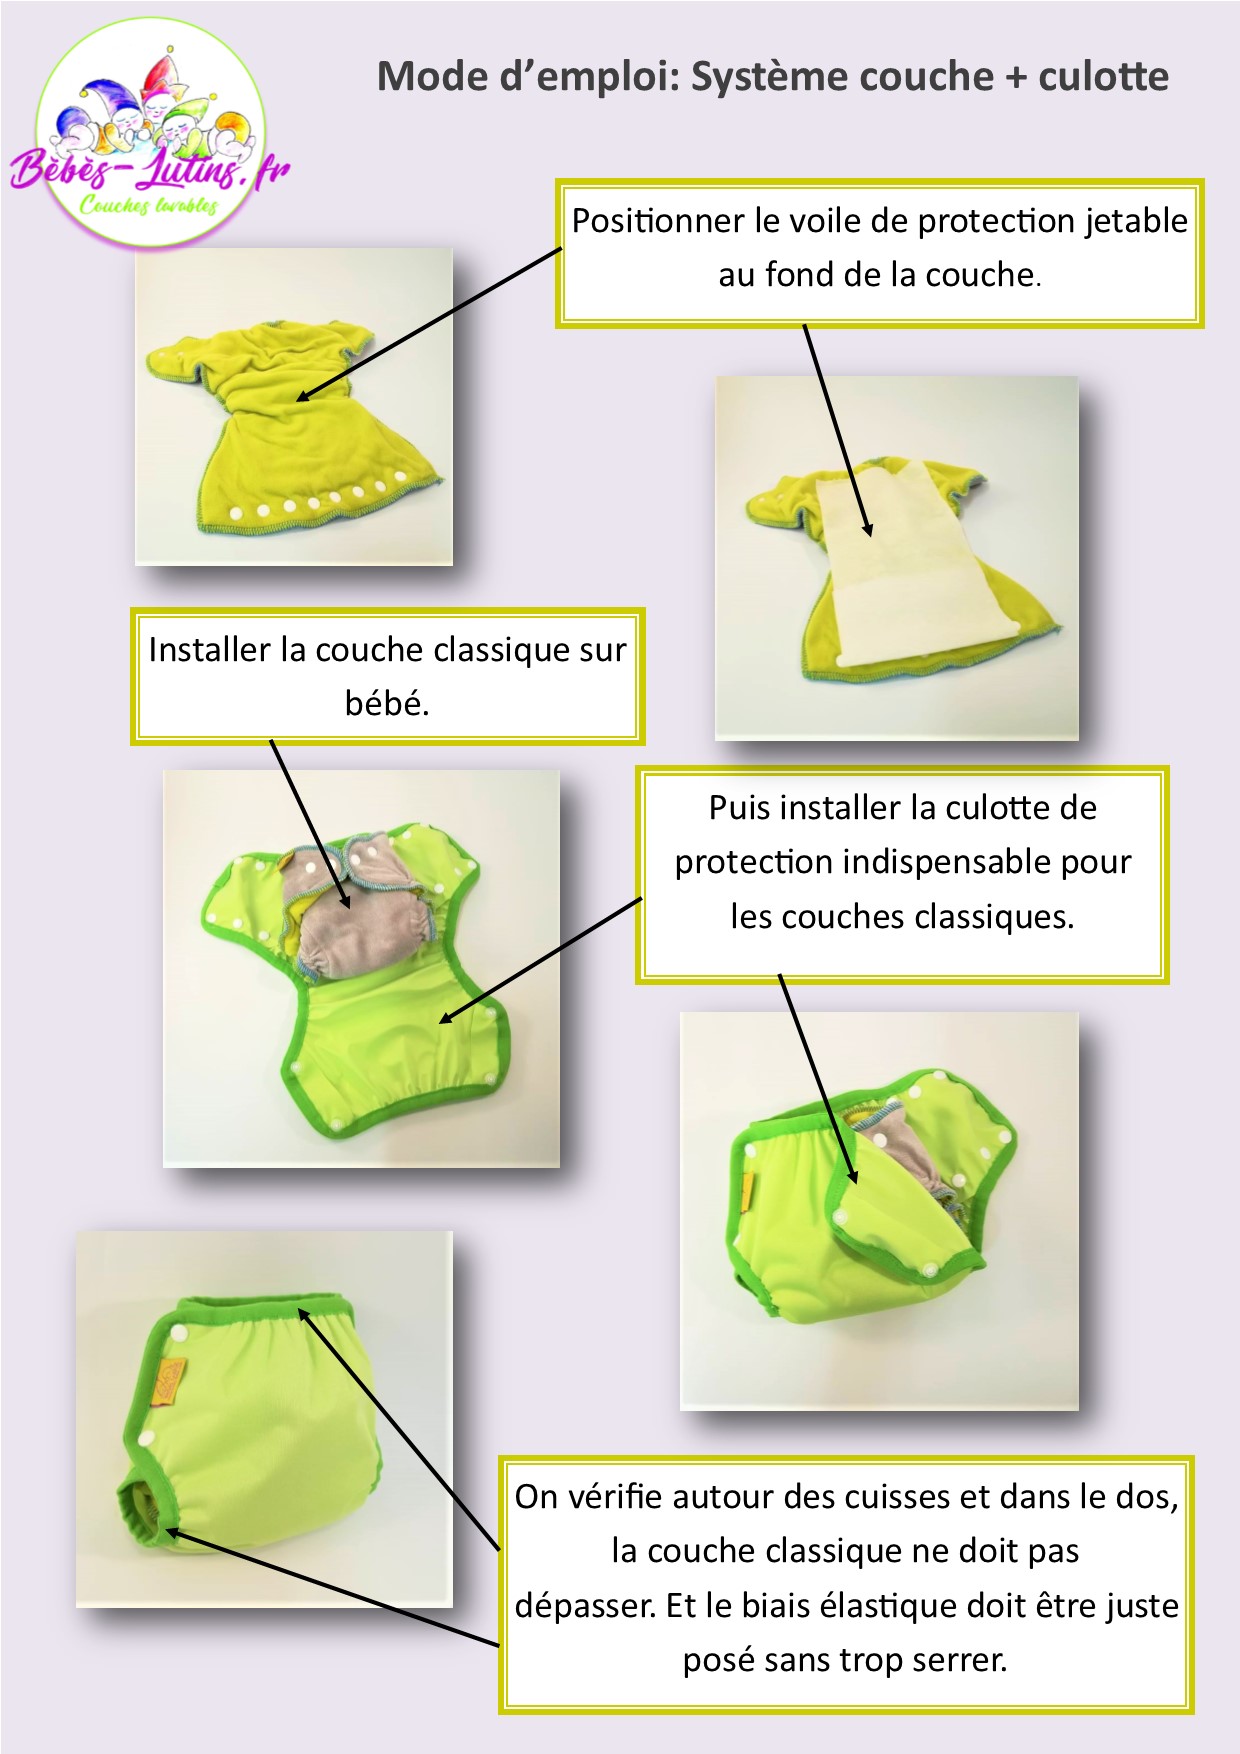 Mode d’emploi: Système couche + culotte
Bèbès-Lutins.fr
Couches lavables
Positionner le voile de protection jetable
au fond de la couche.
Installer la couche classique sur
bébé.
Puis installer la culotte de
protection indispensable pour
les couches classiques.
On vérifie autour des cuisses et dans le dos,
la couche classique ne doit pas
dépasser. Et le biais élastique doit être juste
posé sans trop serrer.